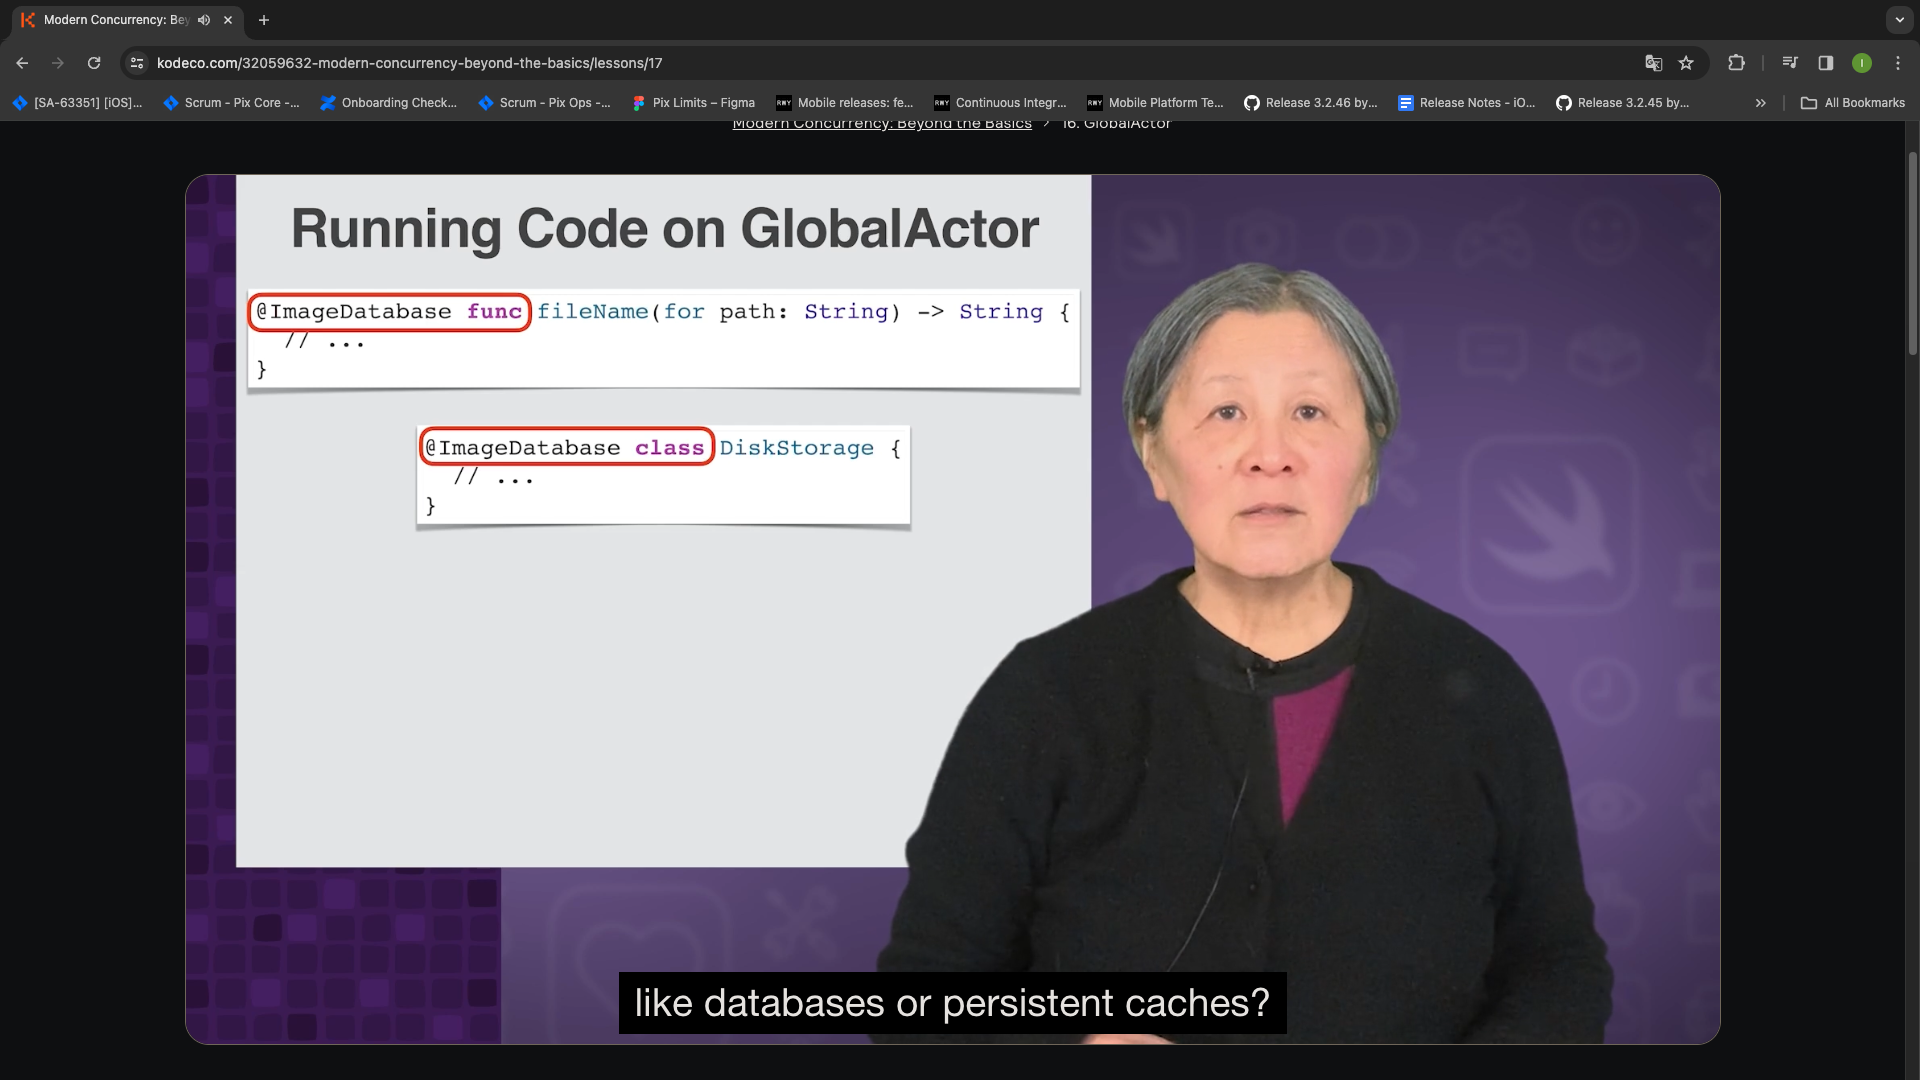 Modern Concurrency: Bey
kodeco.com/32059632-modern-concurrency-beyond-the-basics/lessons/17
[SA-63351] [iOS]...
Scrum - Pix Core -...
Onboarding Check...
Scrum - Pix Ops -...
Pix Limits – Figma
RWY
Mobile releases: fe...
RWY
Continuous Integr...
RWY
Mobile Platform Te...
Release 3.2.46 by...
Release Notes - iO...
Release 3.2.45 by...
»
All Bookmarks
I
Modern Concurrency: Beyond the Basics > 16. GlobalActor
Running Code on GlobalActor
@ImageDatabase func fileName(for path: String) -> String {
// ...
}
@ImageDatabase class DiskStorage {
// ...
}
like databases or persistent caches?